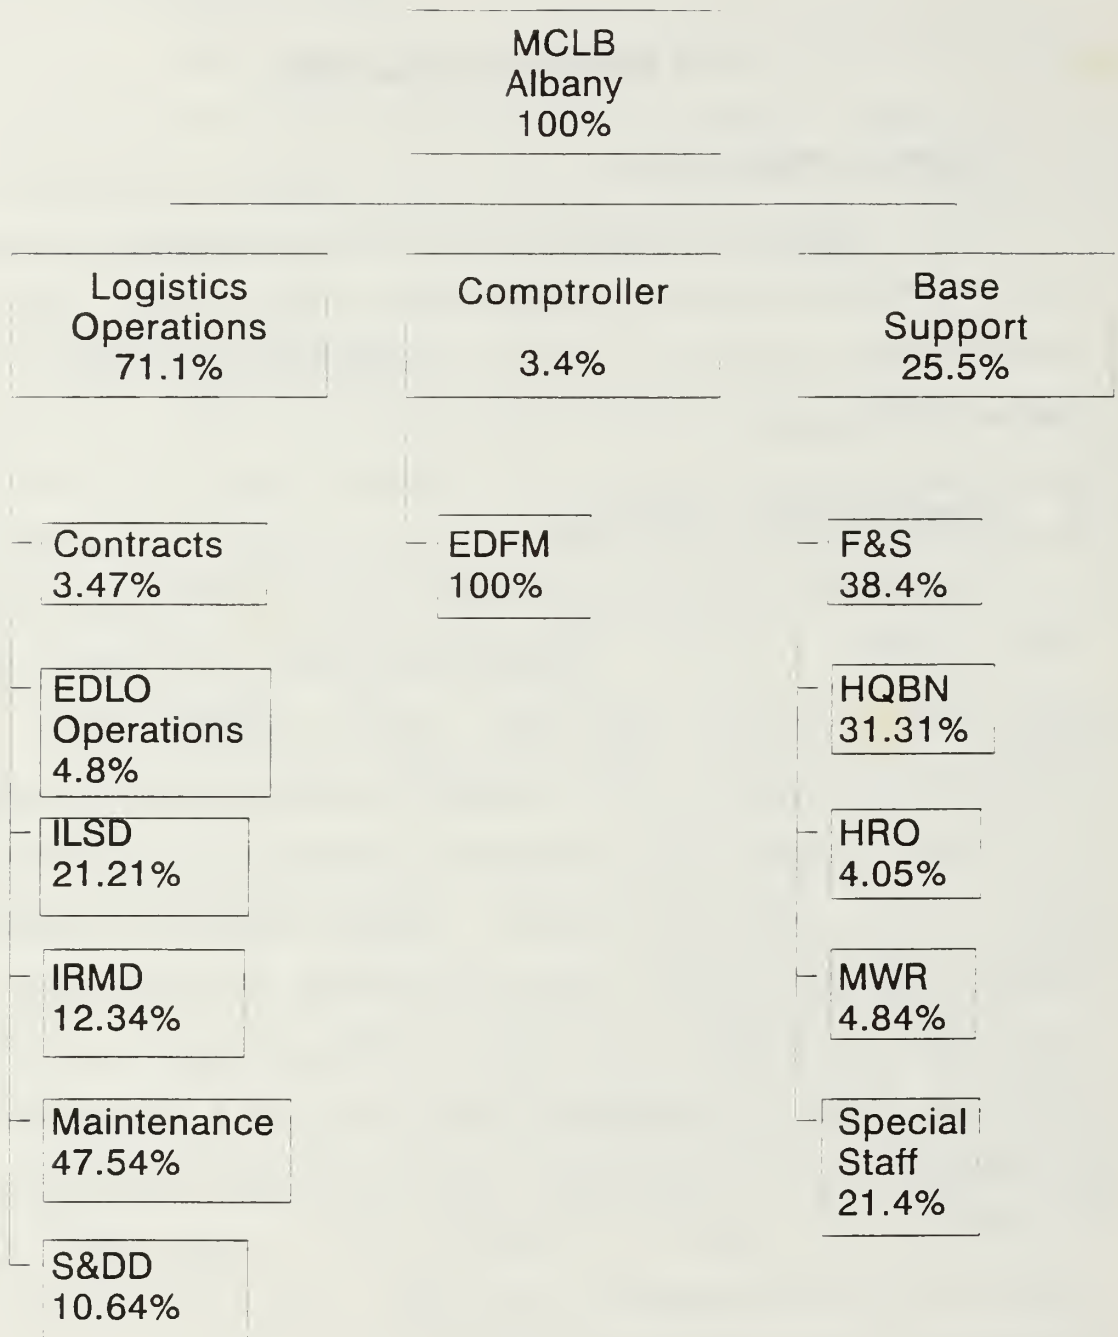 MCLB
Albany
100%
Logistics
Operations
71.1%
Comptroller
3.4%
Base
Support
25.5%
Contracts
3.47%
EDLO
Operations
4.8%
ILSD
21.21%
IRMD
12.34%
Maintenance
47.54%
S&DD
10.64%
EDFM
100%
F&S
38.4%
HQBN
31.31%
HRO
4.05%
MWR
4.84%
Special
Staff
21.4%